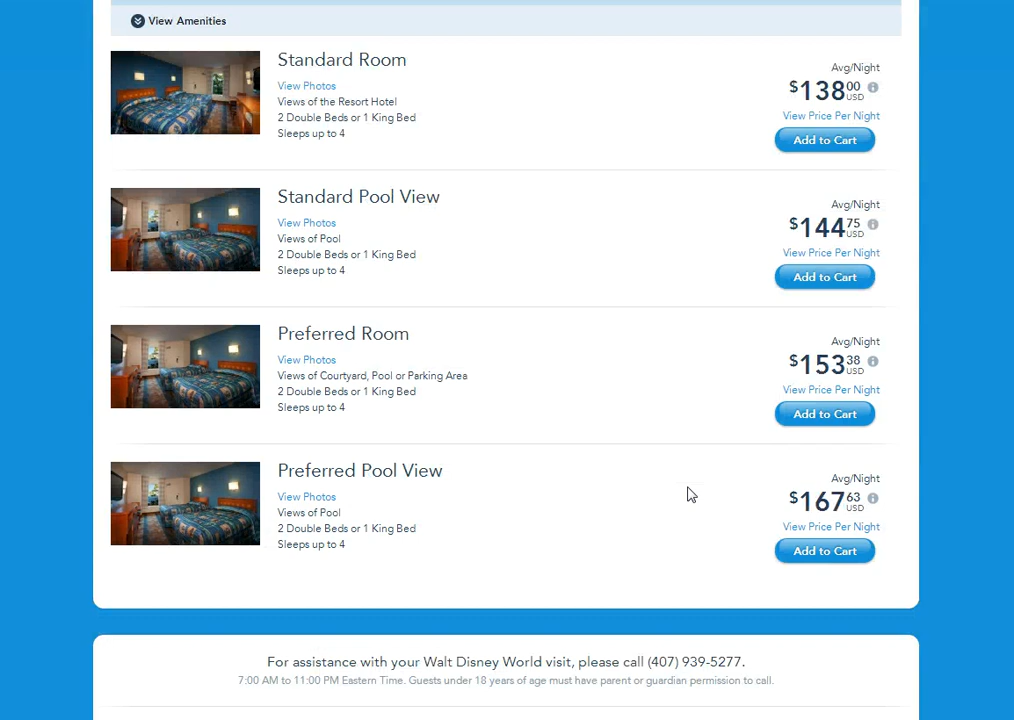 View Amenities
Standard Room
View Photos
Views of the Resort Hotel
2 Double Beds or 1 King Bed
Sleeps up to 4
Avg/Night
$138 00 USD
View Price Per Night
Add to Cart
Standard Pool View
View Photos
Views of Pool
2 Double Beds or 1 King Bed
Sleeps up to 4
Avg/Night
$144 75 USD
View Price Per Night
Add to Cart
Preferred Room
View Photos
Views of Courtyard, Pool or Parking Area
2 Double Beds or 1 King Bed
Sleeps up to 4
Avg/Night
$153 38 USD
View Price Per Night
Add to Cart
Preferred Pool View
View Photos
Views of Pool
2 Double Beds or 1 King Bed
Sleeps up to 4
Avg/Night
$167 63 USD
View Price Per Night
Add to Cart
For assistance with your Walt Disney World visit, please call (407) 939-5277.
7:00 AM to 11:00 PM Eastern Time. Guests under 18 years of age must have parent or guardian permission to call.